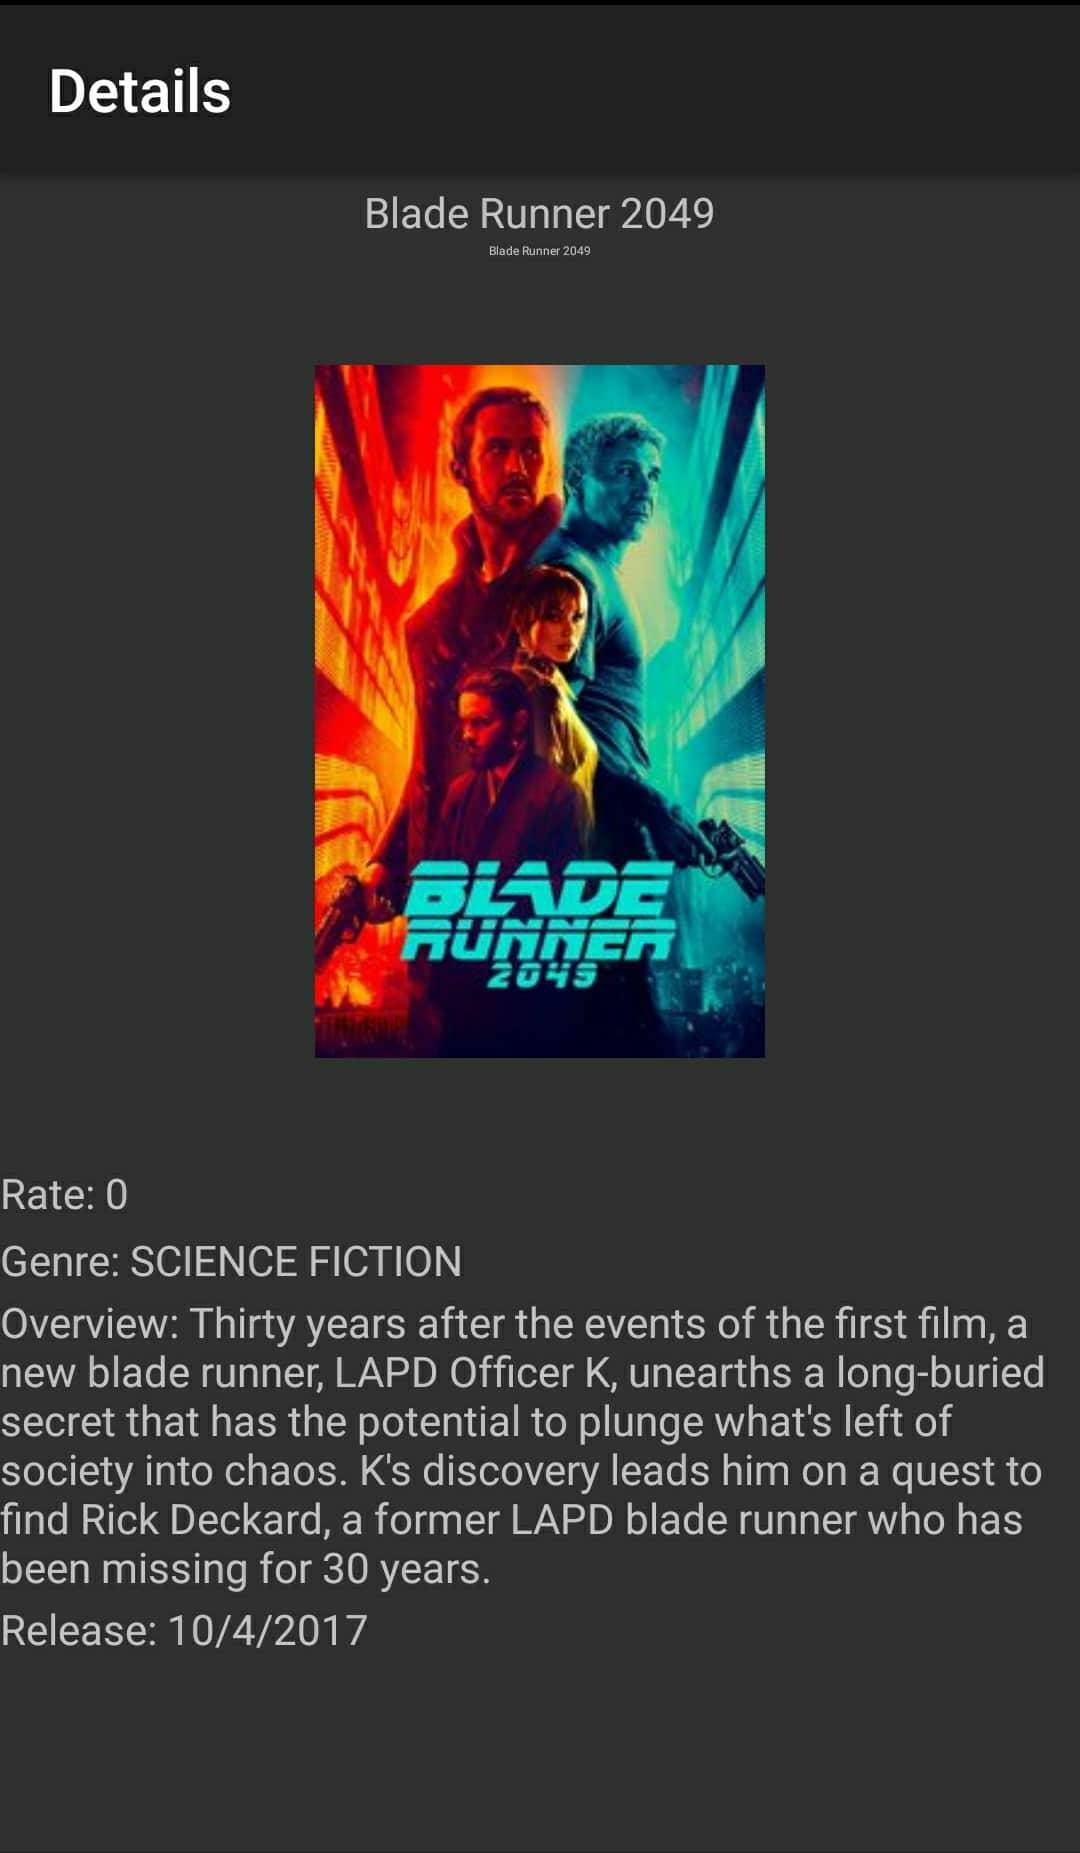 Details
Blade Runner 2049
Blade Runner 2049
BLADE
RUNNER
2049
Rate: 0
Genre: SCIENCE FICTION
Overview: Thirty years after the events of the first film, a
new blade runner, LAPD Officer K, unearths a long-buried
secret that has the potential to plunge what's left of
society into chaos. K's discovery leads him on a quest to
find Rick Deckard, a former LAPD blade runner who has
been missing for 30 years.
Release: 10/4/2017